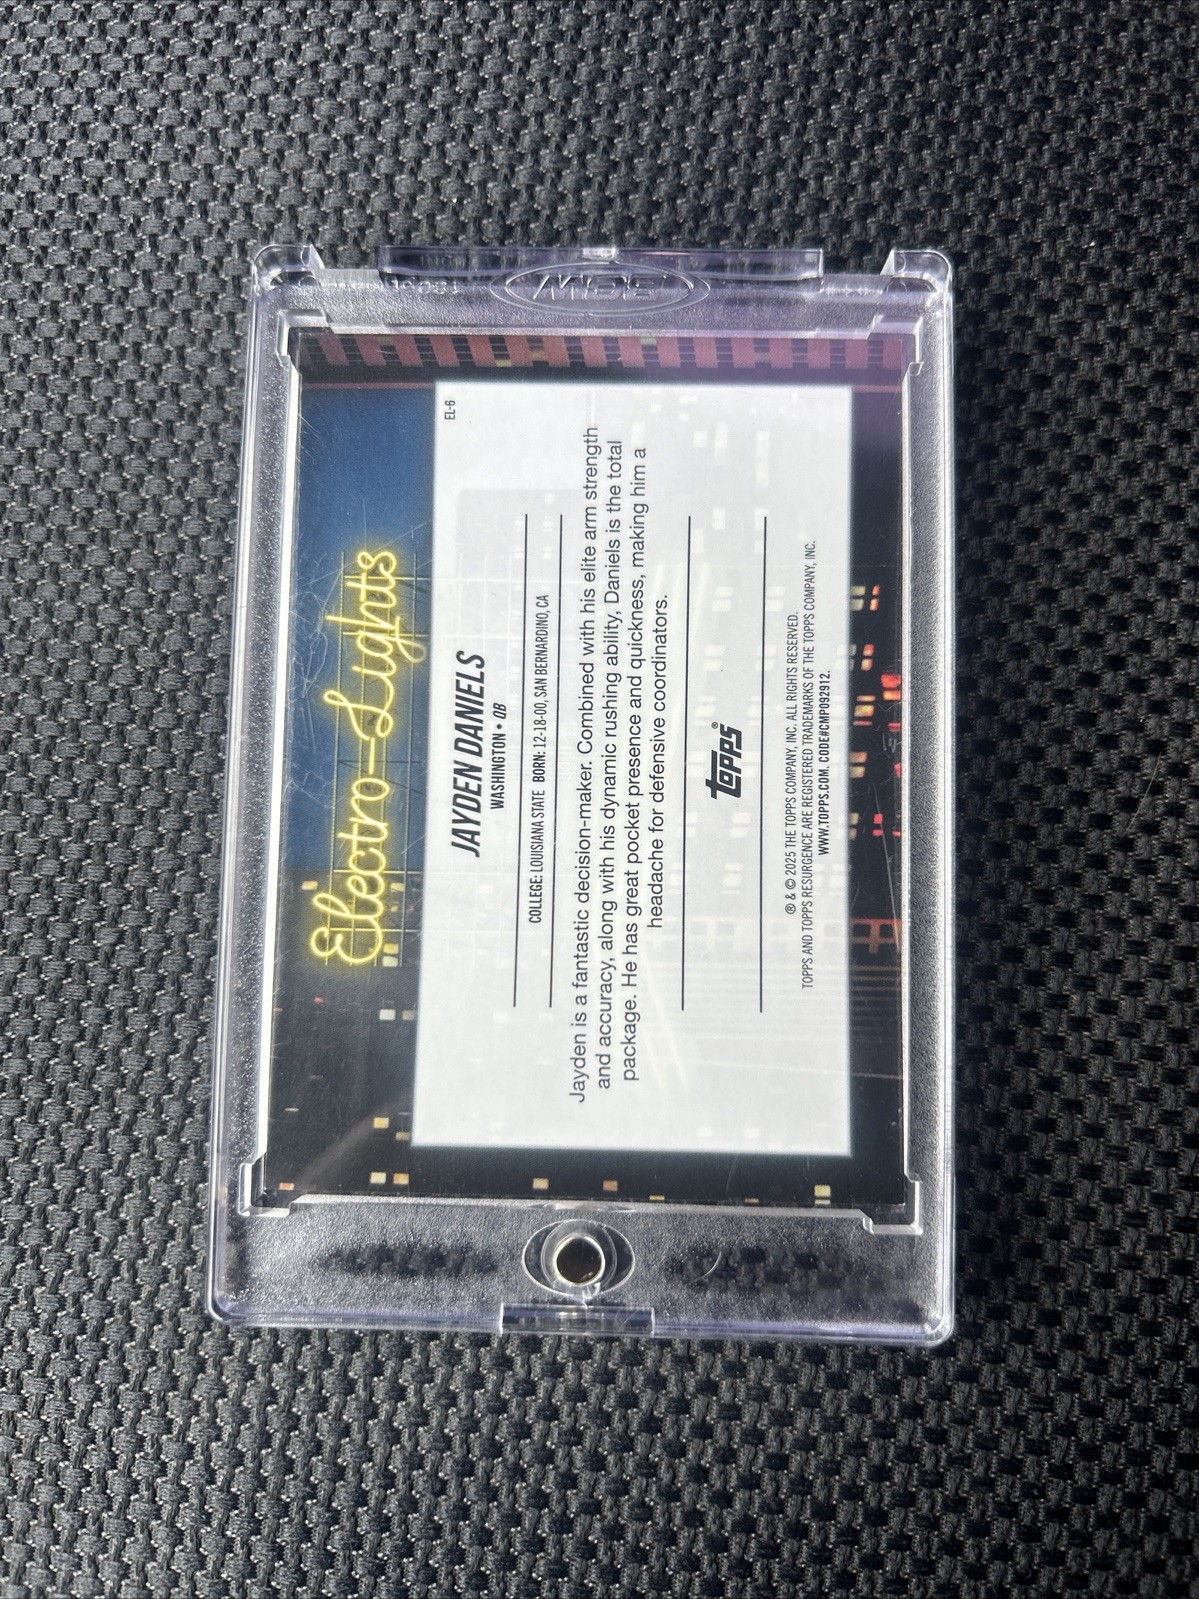 Electro-Lights
EL-6
JAYDEN DANIELS
WASHINGTON • QB
COLLEGE: LOUISIANA STATE BORN: 12-18-00, SAN BERNARDINO, CA
Jayden is a fantastic decision-maker. Combined with his elite arm strength
and accuracy, along with his dynamic rushing ability, Daniels is the total
package. He has great pocket presence and quickness, making him a
headache for defensive coordinators.
topps®
® & © 2025 THE TOPPS COMPANY, INC. ALL RIGHTS RESERVED.
TOPPS AND TOPPS RESURGENCE ARE REGISTERED TRADEMARKS OF THE TOPPS COMPANY, INC.
WWW.TOPPS.COM. CODE#CMP092912.